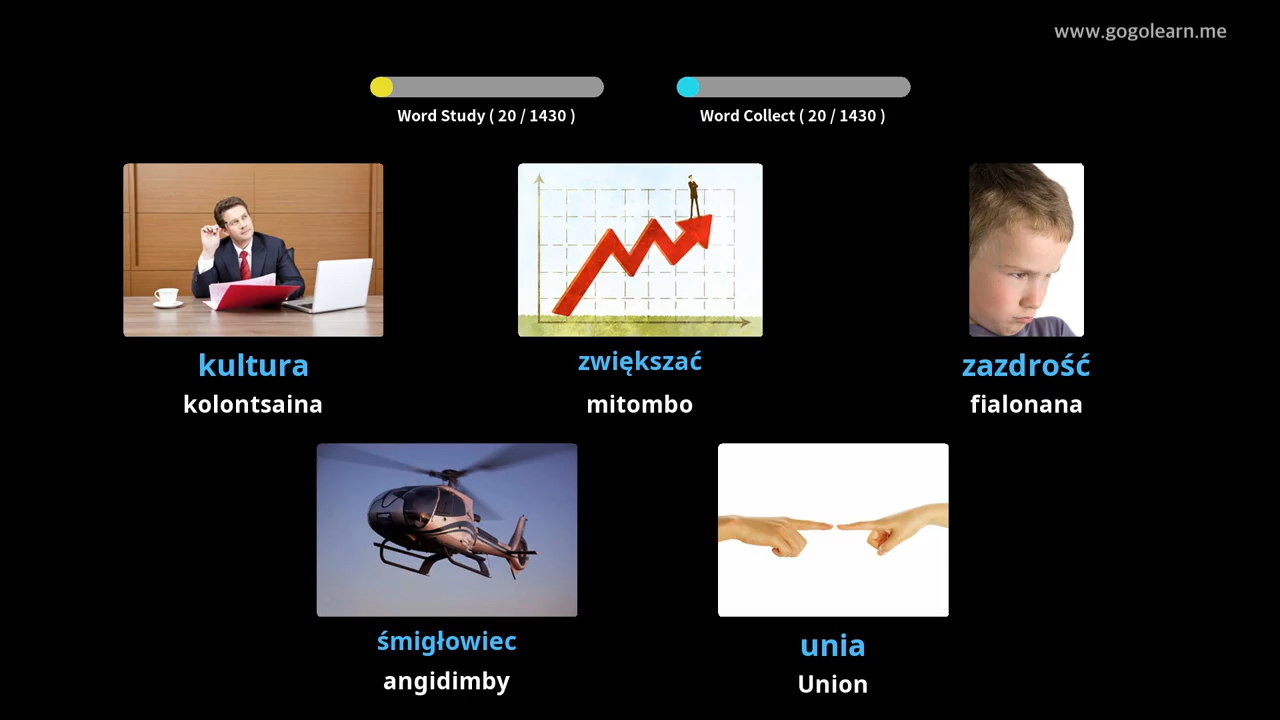 www.gogolearn.me
Word Study ( 20 / 1430 )
Word Collect ( 20 / 1430 )
kultura
kolontsaina
zwiększać
mitombo
zazdrość
fialonana
śmigłowiec
angidimby
unia
Union